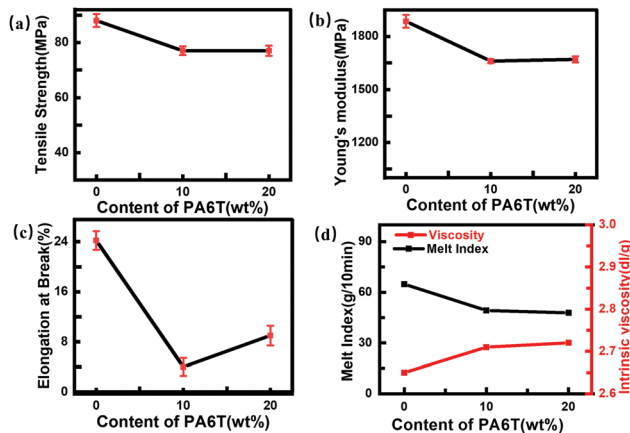 (a)
Tensile Strength(MPa)
80
60
40
0 10 20
Content of PA6T(wt%)
(b)
Young's modulus(MPa)
1800
1500
1200
0 10 20
Content of PA6T(wt%)
(c)
Elongation at Break(%)
24
18
12
6
0
0 10 20
Content of PA6T(wt%)
(d)
Viscosity
Melt Index
Melt Index(g/10min)
90
60
30
0
0 10 20
Content of PA6T(wt%)
3.0
2.9
2.8
2.7
2.6
Intrinsic viscosity(dl/g)